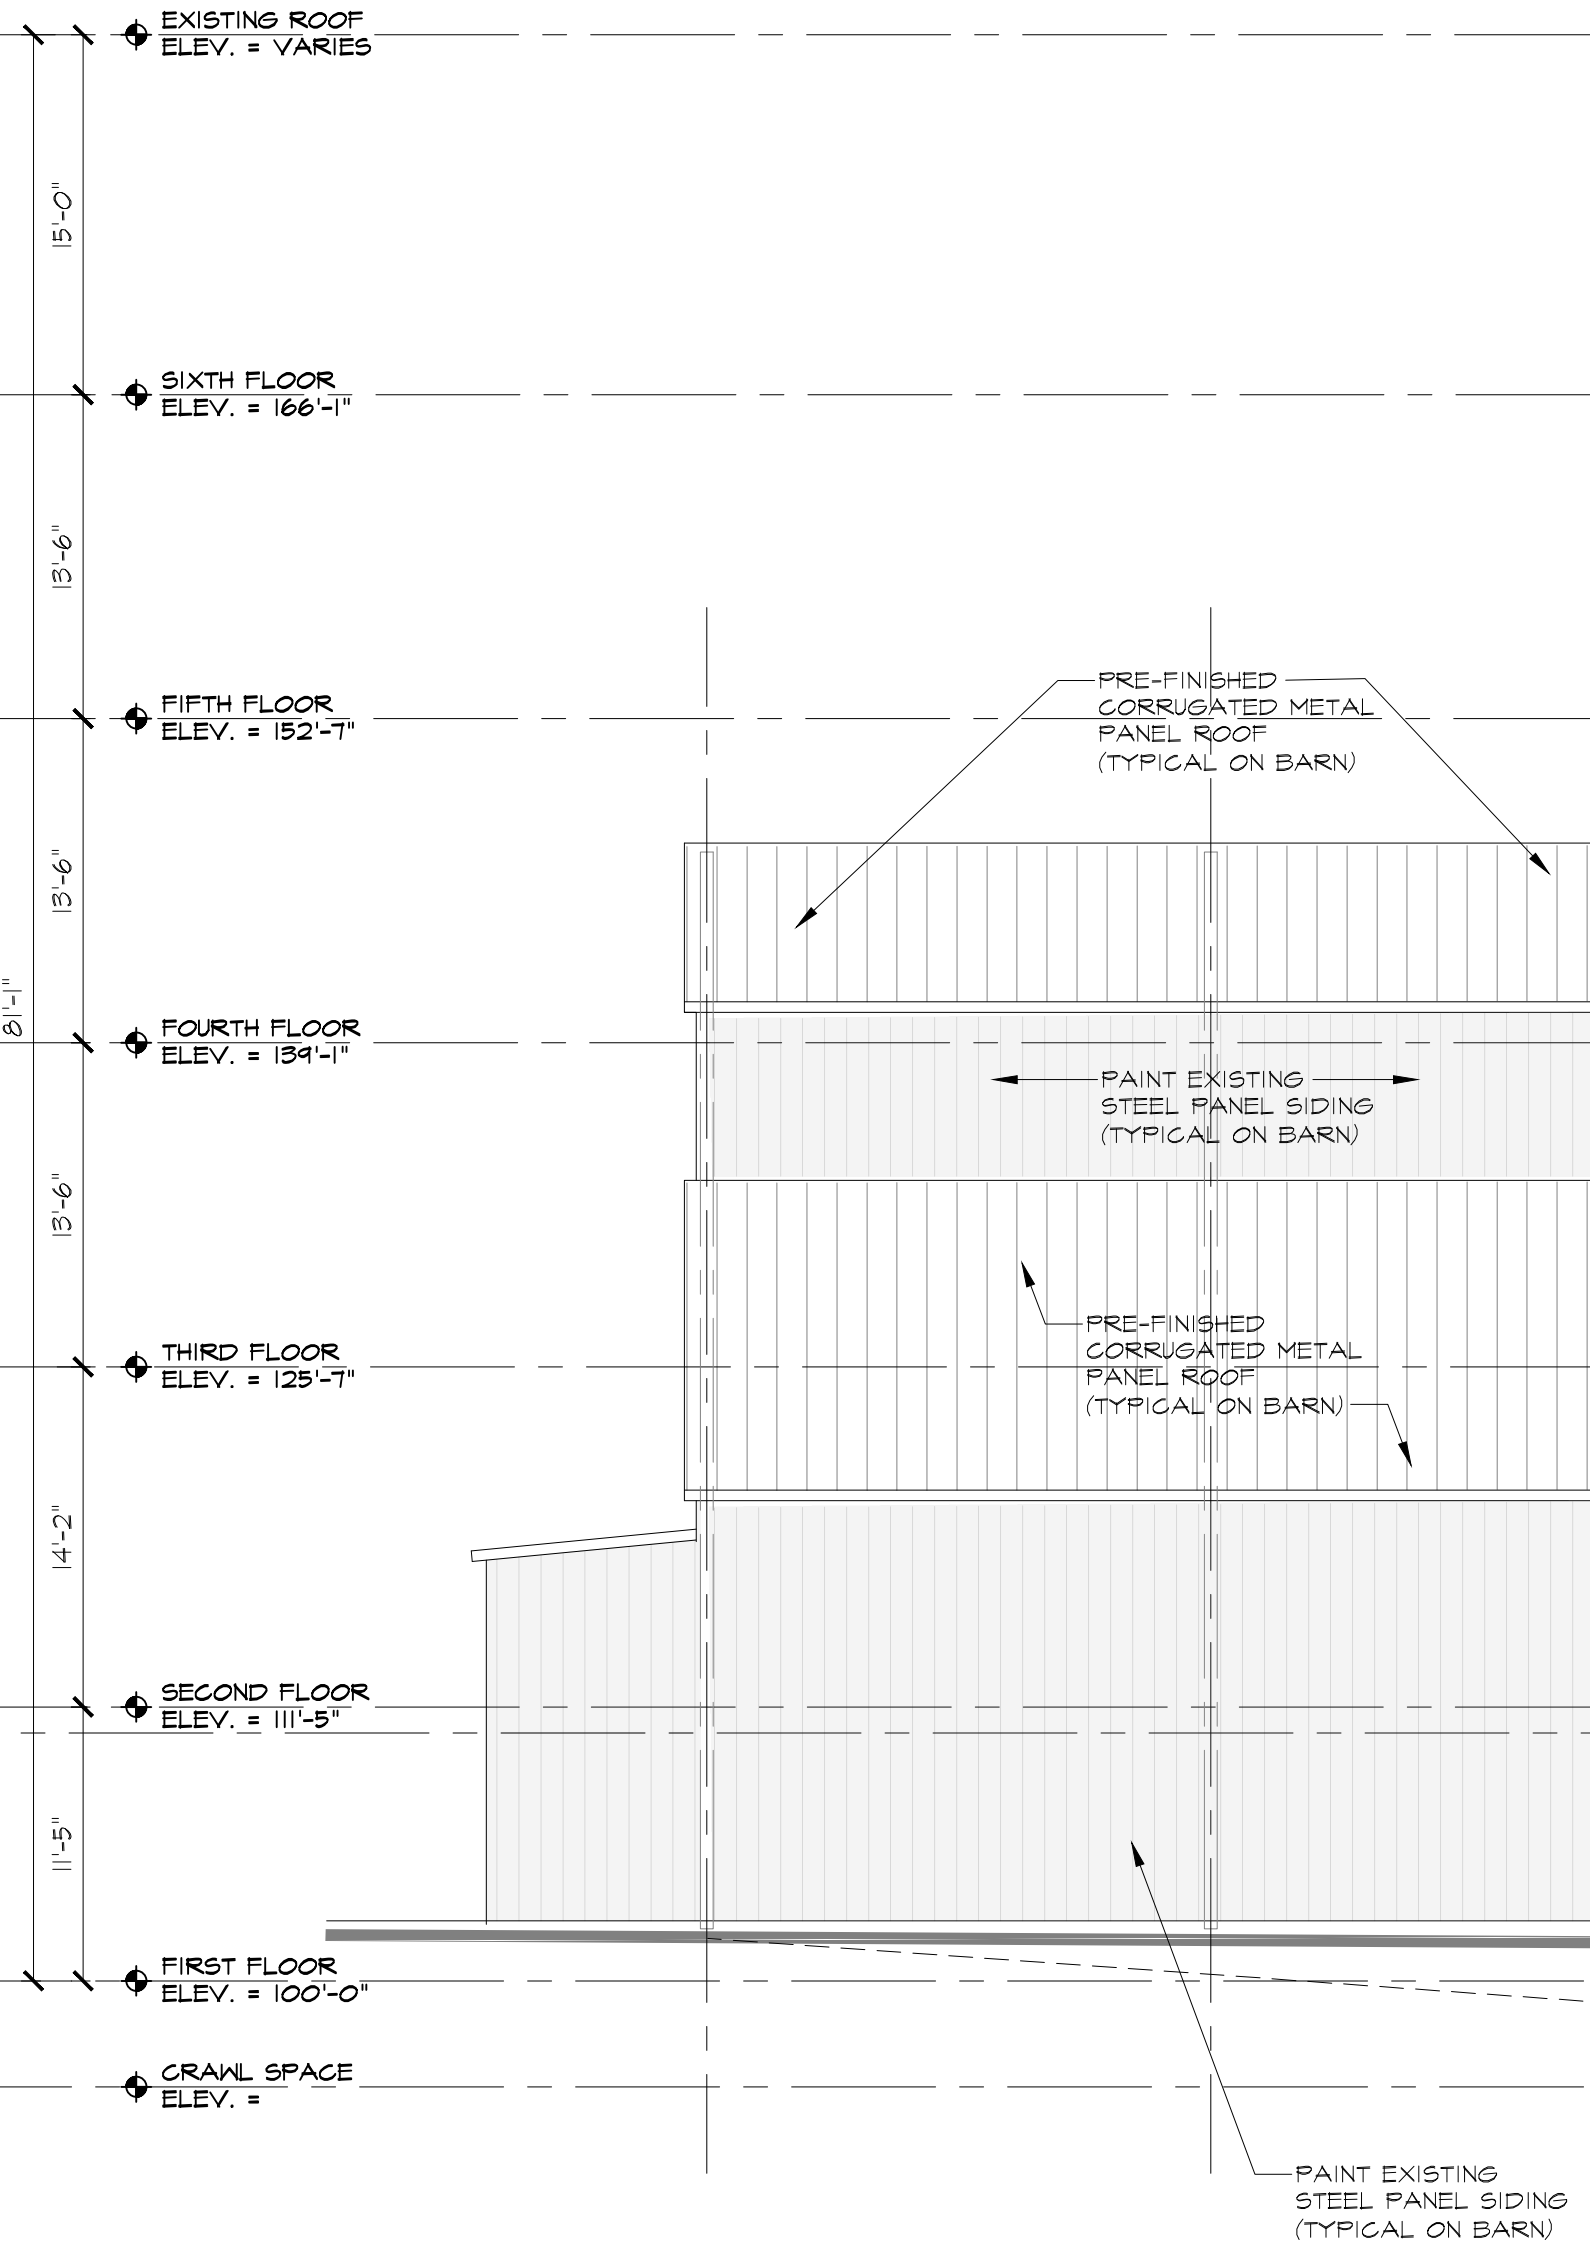 EXISTING ROOF
ELEV. = VARIES
15'-0"
SIXTH FLOOR
ELEV. = 166'-1"
13'-6"
FIFTH FLOOR
ELEV. = 152'-7"
PRE-FINISHED
CORRUGATED METAL
PANEL ROOF
(TYPICAL ON BARN)
13'-6"
81'-1"
FOURTH FLOOR
ELEV. = 139'-1"
PAINT EXISTING
STEEL PANEL SIDING
(TYPICAL ON BARN)
13'-6"
PRE-FINISHED
CORRUGATED METAL
PANEL ROOF
(TYPICAL ON BARN)
THIRD FLOOR
ELEV. = 125'-7"
14'-2"
SECOND FLOOR
ELEV. = 111'-5"
11'-5"
FIRST FLOOR
ELEV. = 100'-0"
CRAWL SPACE
ELEV. =
PAINT EXISTING
STEEL PANEL SIDING
(TYPICAL ON BARN)